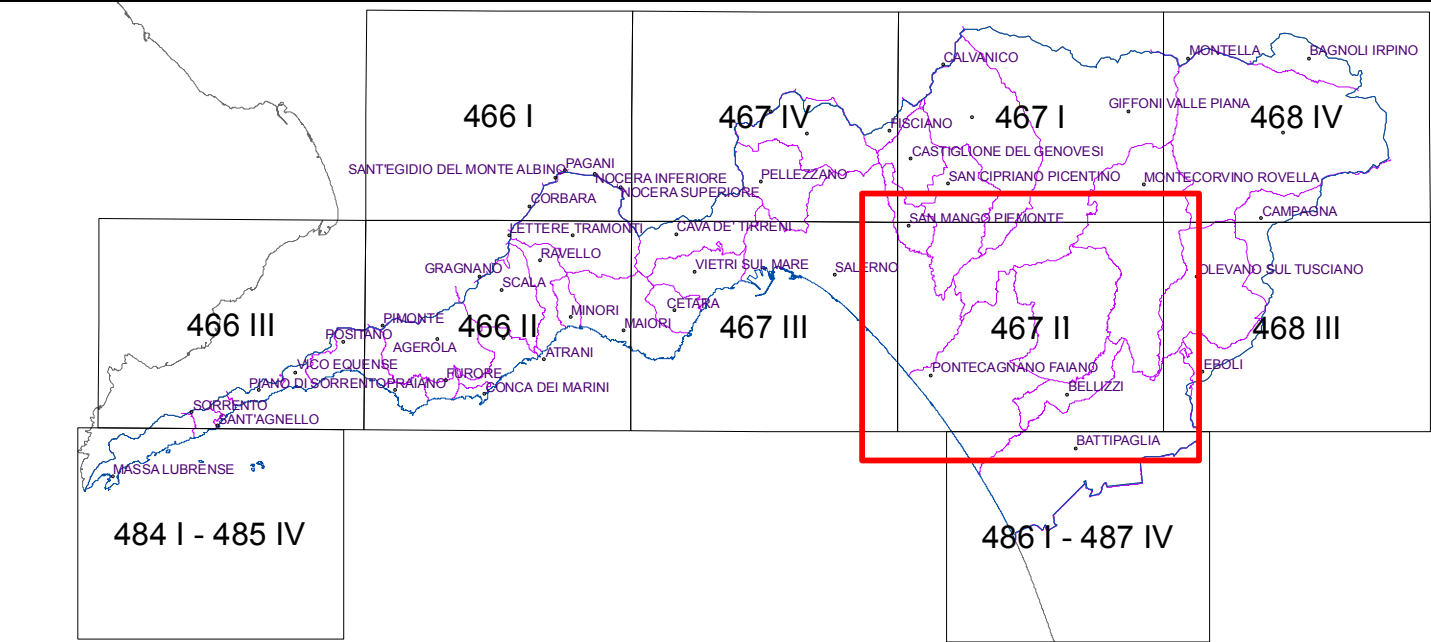 CALVANICO
MONTELLA
BAGNOLI IRPINO
466 I
467 IV
467 I
GIFFONI VALLE PIANA
468 IV
FISCIANO
CASTIGLIONE DEL GENOVESI
SANT'EGIDIO DEL MONTE ALBINO
PAGANI
NOCERA INFERIORE
PELLEZZANO
SAN CIPRIANO PICENTINO
MONTECORVINO ROVELLA
NOCERA SUPERIORE
CORBARA
CAMPAGNA
SAN MANGO PIEMONTE
LETTERE
TRAMONTI
CAVA DE' TIRRENI
RAVELLO
GRAGNANO
VIETRI SUL MARE
SALERNO
OLEVANO SUL TUSCIANO
SCALA
CETARA
MINORI
466 III
PIMONTE
466 II
MAIORI
467 III
467 II
468 III
POSITANO
AGEROLA
ATRANI
VICO EQUENSE
PONTECAGNANO FAIANO
EBOLI
FURORE
PIANO DI SORRENTO
PRAIANO
CONCA DEI MARINI
BELLIZZI
SORRENTO
SANT'AGNELLO
BATTIPAGLIA
MASSA LUBRENSE
484 I - 485 IV
486 I - 487 IV